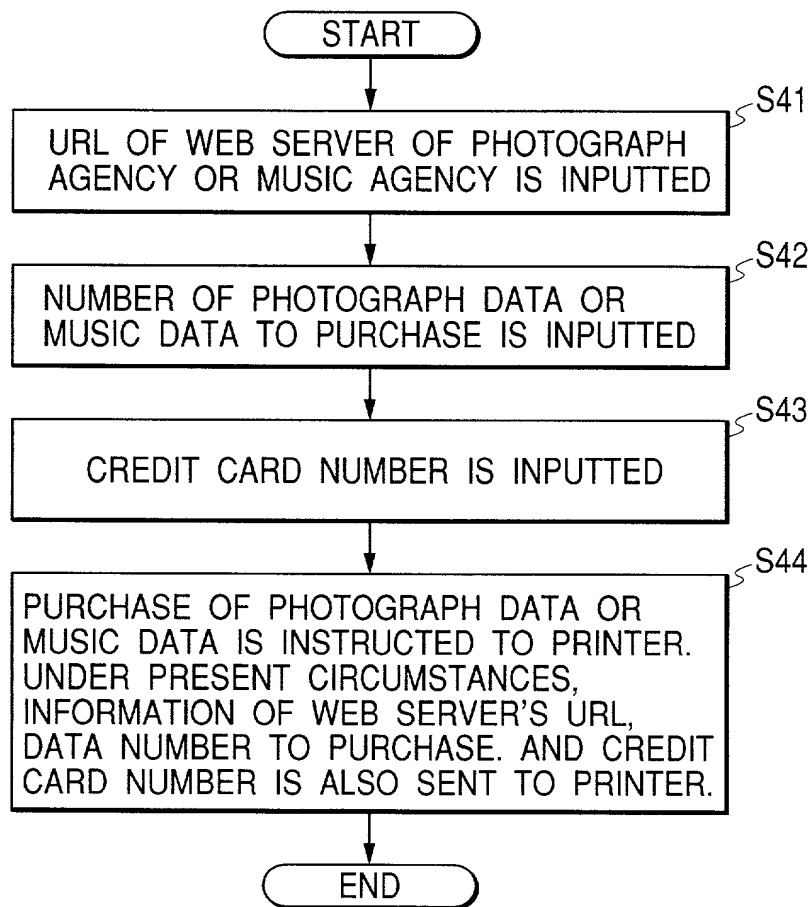 START
S41
URL OF WEB SERVER OF PHOTOGRAPH
AGENCY OR MUSIC AGENCY IS INPUTTED
S42
NUMBER OF PHOTOGRAPH DATA OR
MUSIC DATA TO PURCHASE IS INPUTTED
S43
CREDIT CARD NUMBER IS INPUTTED
S44
PURCHASE OF PHOTOGRAPH DATA OR
MUSIC DATA IS INSTRUCTED TO PRINTER.
UNDER PRESENT CIRCUMSTANCES,
INFORMATION OF WEB SERVER'S URL,
DATA NUMBER TO PURCHASE. AND CREDIT
CARD NUMBER IS ALSO SENT TO PRINTER.
END